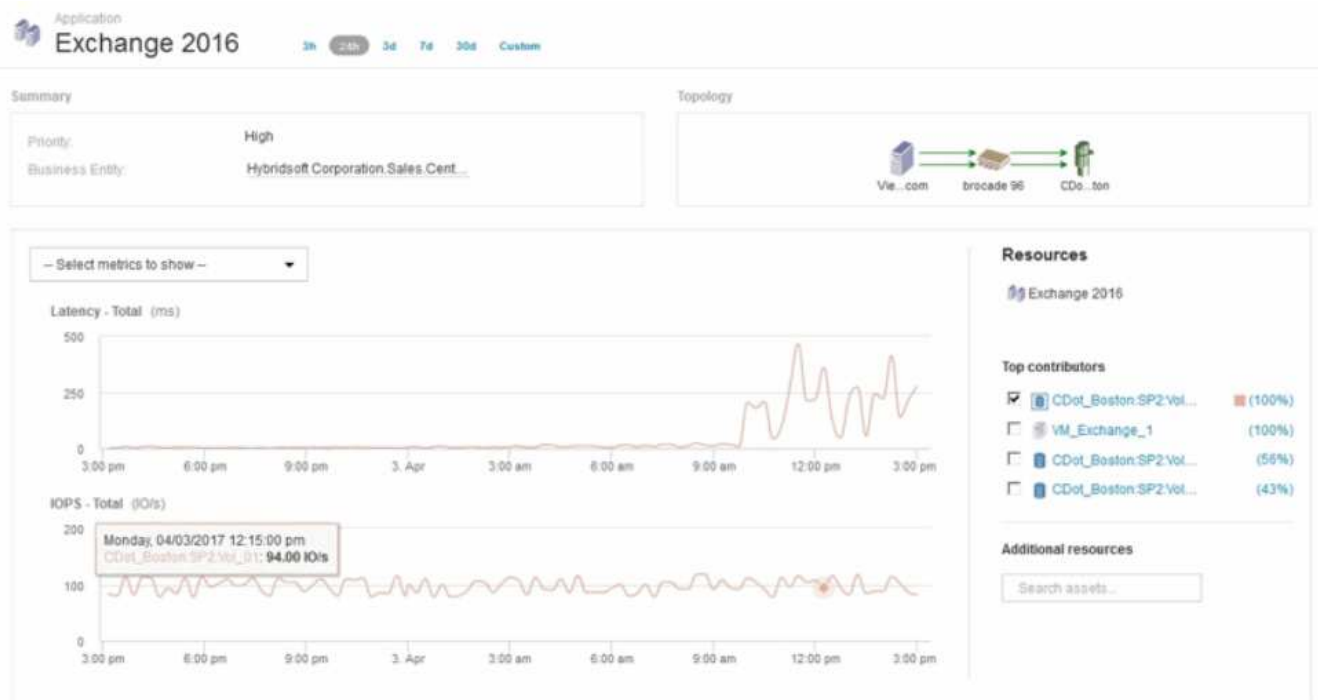 Application
Exchange 2016
3h 24h 3d 7d 30d Custom
Summary
Topology
Priority: High
Business Entity: Hybridsoft Corporation.Sales.Cent...
Vie...com brocade 96 CDo...ton
-- Select metrics to show --
Latency - Total (ms)
500
250
0
3:00 pm 6:00 pm 9:00 pm 3. Apr 3:00 am 6:00 am 9:00 am 12:00 pm 3:00 pm
IOPS - Total (IO/s)
200
Monday, 04/03/2017 12:15:00 pm
CDot_Boston:SP2:Vol_01: 94.00 IO/s
100
0
3:00 pm 6:00 pm 9:00 pm 3. Apr 3:00 am 6:00 am 9:00 am 12:00 pm 3:00 pm
Resources
Exchange 2016
Top contributors
CDot_Boston:SP2:Vol... (100%)
VM_Exchange_1 (100%)
CDot_Boston:SP2:Vol... (56%)
CDot_Boston:SP2:Vol... (43%)
Additional resources
Search assets...